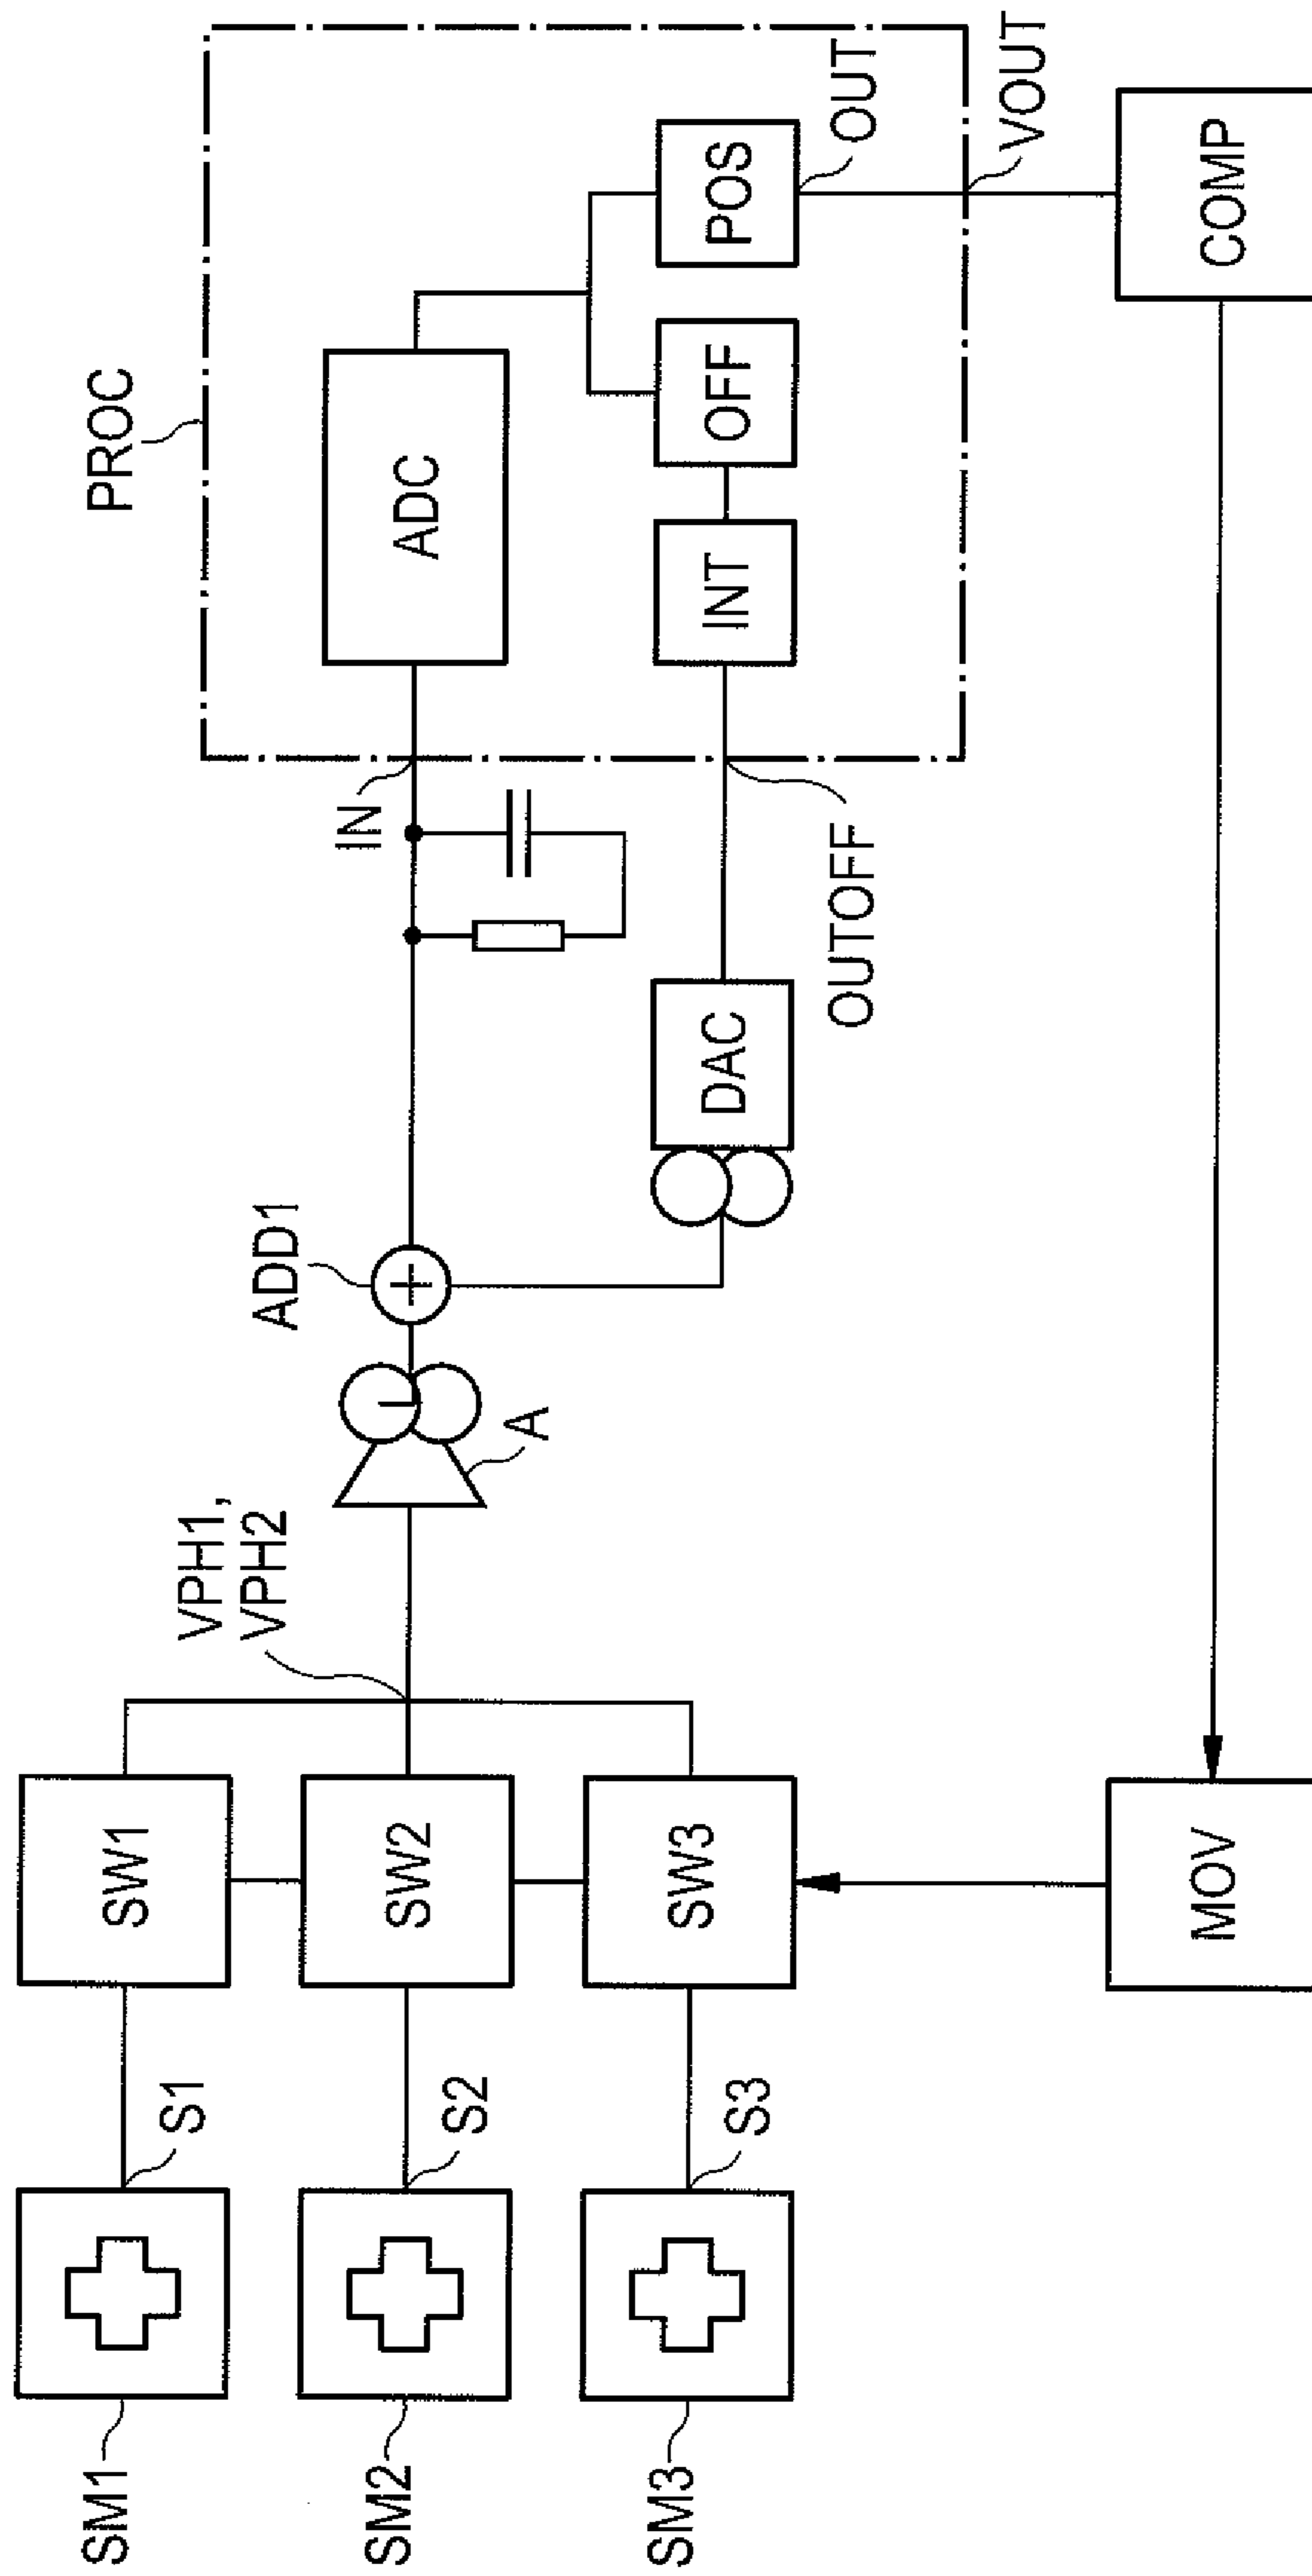 SM1
S1
SW1
SM2
S2
SW2
SM3
S3
SW3
VPH1,
VPH2
A
ADD1
DAC
IN
OUTOFF
PROC
ADC
INT
OFF
POS
OUT
VOUT
COMP
MOV